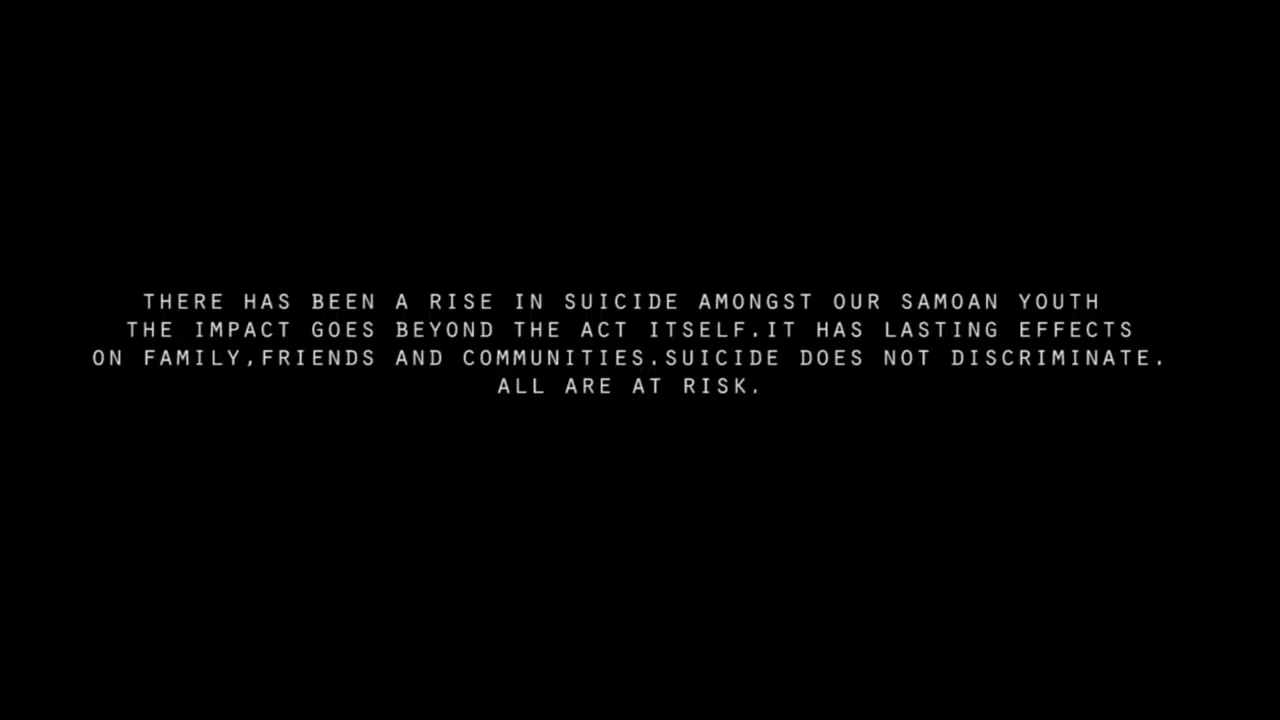 THERE HAS BEEN A RISE IN SUICIDE AMONGST OUR SAMOAN YOUTH
THE IMPACT GOES BEYOND THE ACT ITSELF.IT HAS LASTING EFFECTS
ON FAMILY,FRIENDS AND COMMUNITIES.SUICIDE DOES NOT DISCRIMINATE.
ALL ARE AT RISK.